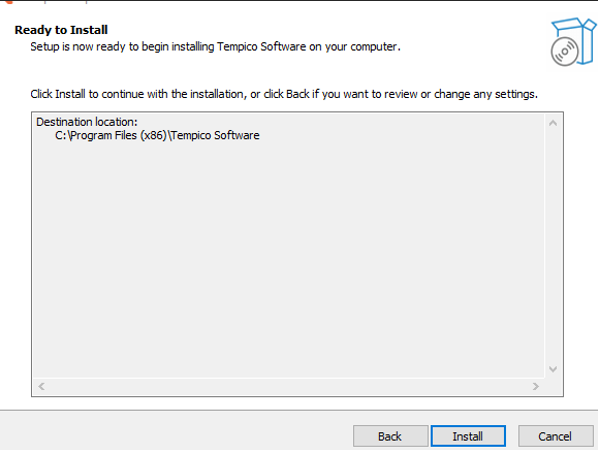 Ready to Install
Setup is now ready to begin installing Tempico Software on your computer.
Click Install to continue with the installation, or click Back if you want to review or change any settings.
Destination location:
C:\Program Files (x86)\Tempico Software
Back
Install
Cancel